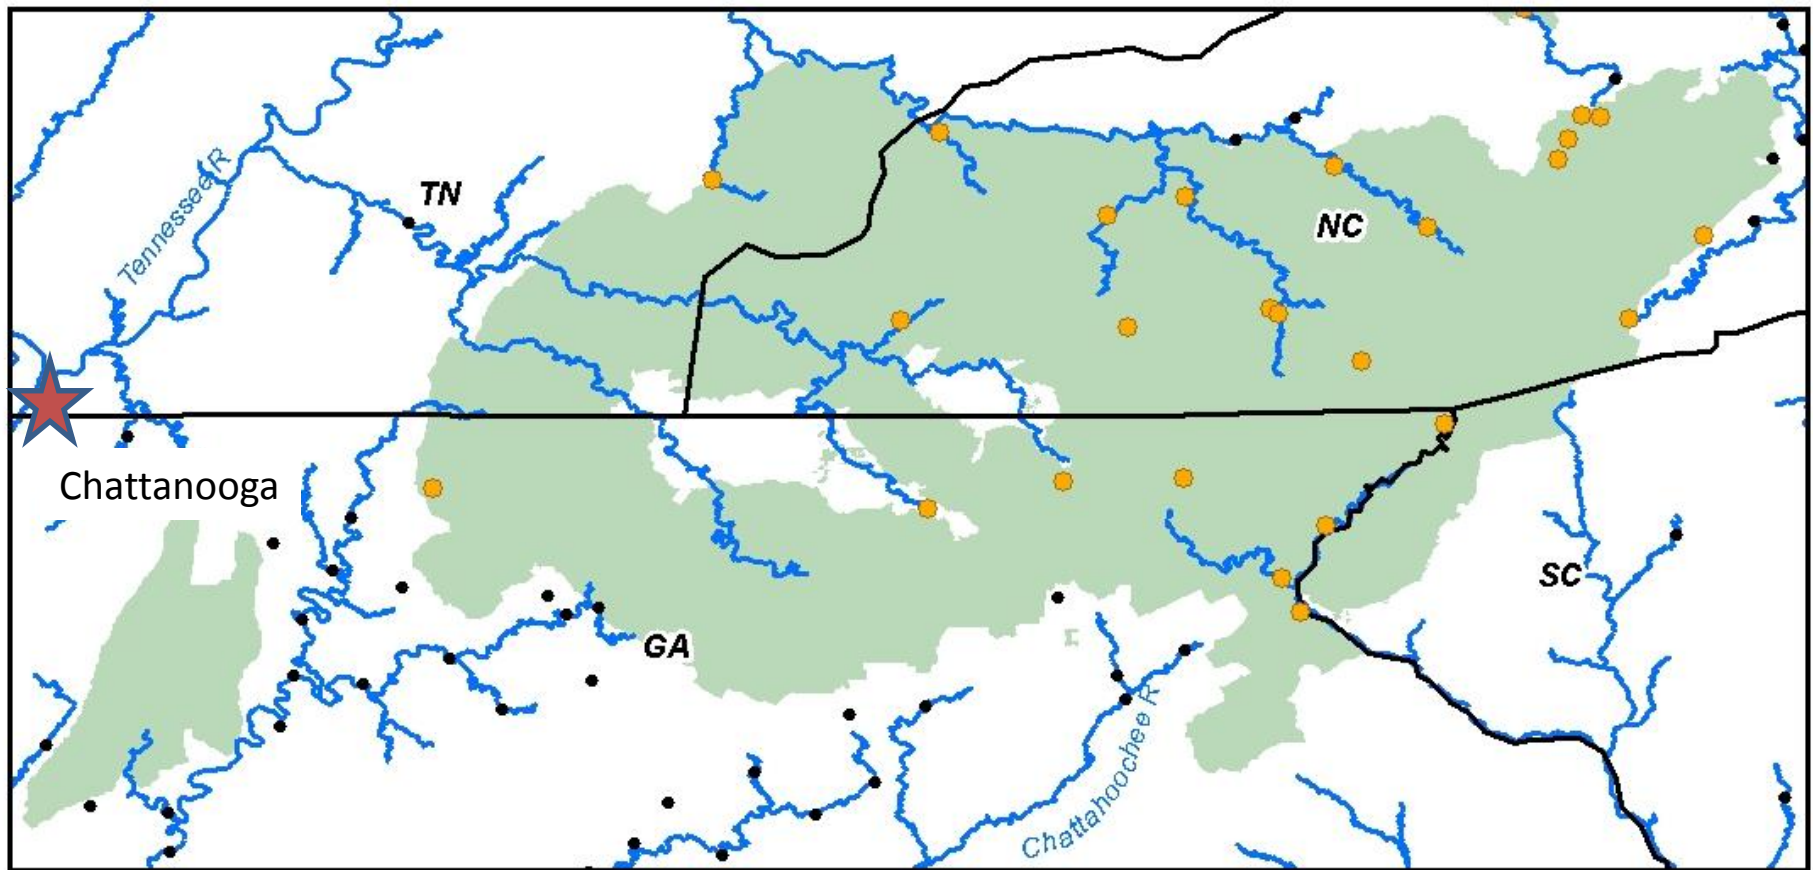 TN
Tennessee R
NC
Chattanooga
SC
GA
Chattahoochee R